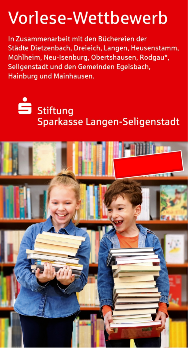 Vorlese-Wettbewerb
In Zusammenarbeit mit den Büchereien der
Städte Dietzenbach, Dreieich, Langen, Heusenstamm,
Mühlheim, Neu-Isenburg, Obertshausen, Rodgau*,
Seligenstadt und den Gemeinden Egelsbach,
Hainburg und Mainhausen.
Stiftung
Sparkasse Langen-Seligenstadt